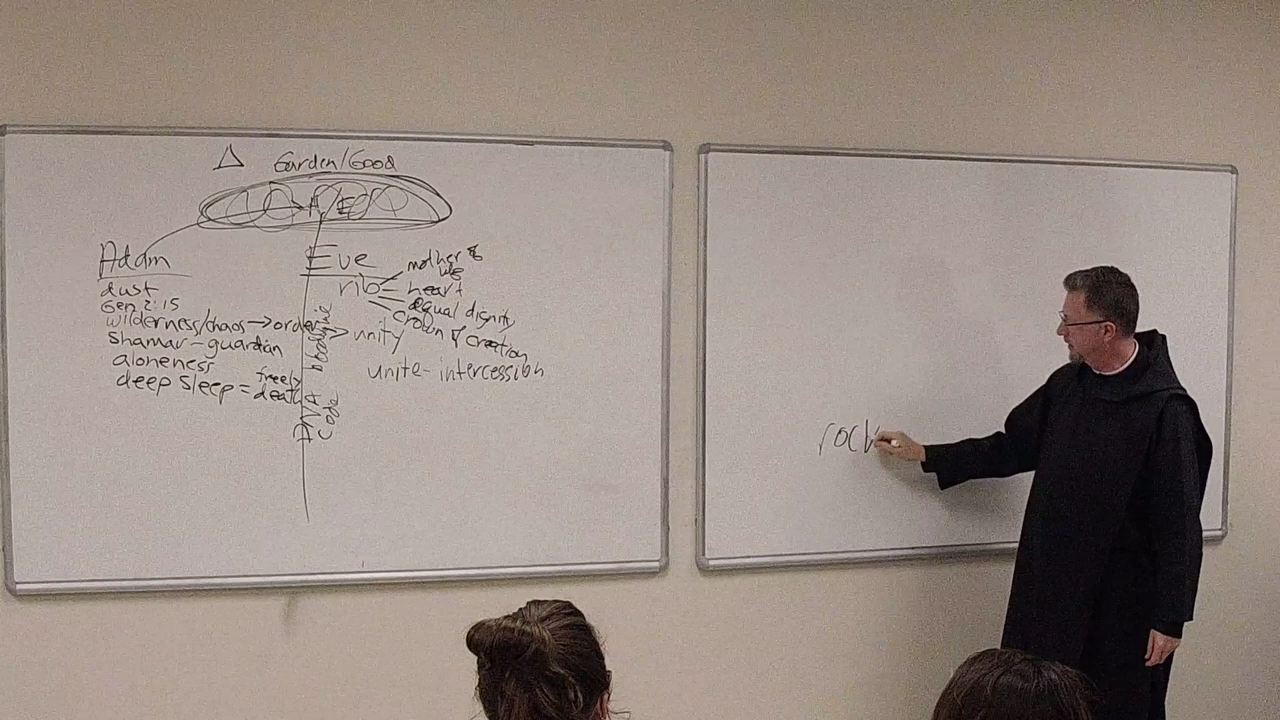 Δ Garden/Good
A/E
Adam
dust
Gen 2:15
wilderness/chaos → order
shamar - guardian
aloneness
deep sleep = freely death
DNA code bloodline
Eve
rib
mother of life
heart
equal dignity
crown of creation
> unity
unite - intercession
rock